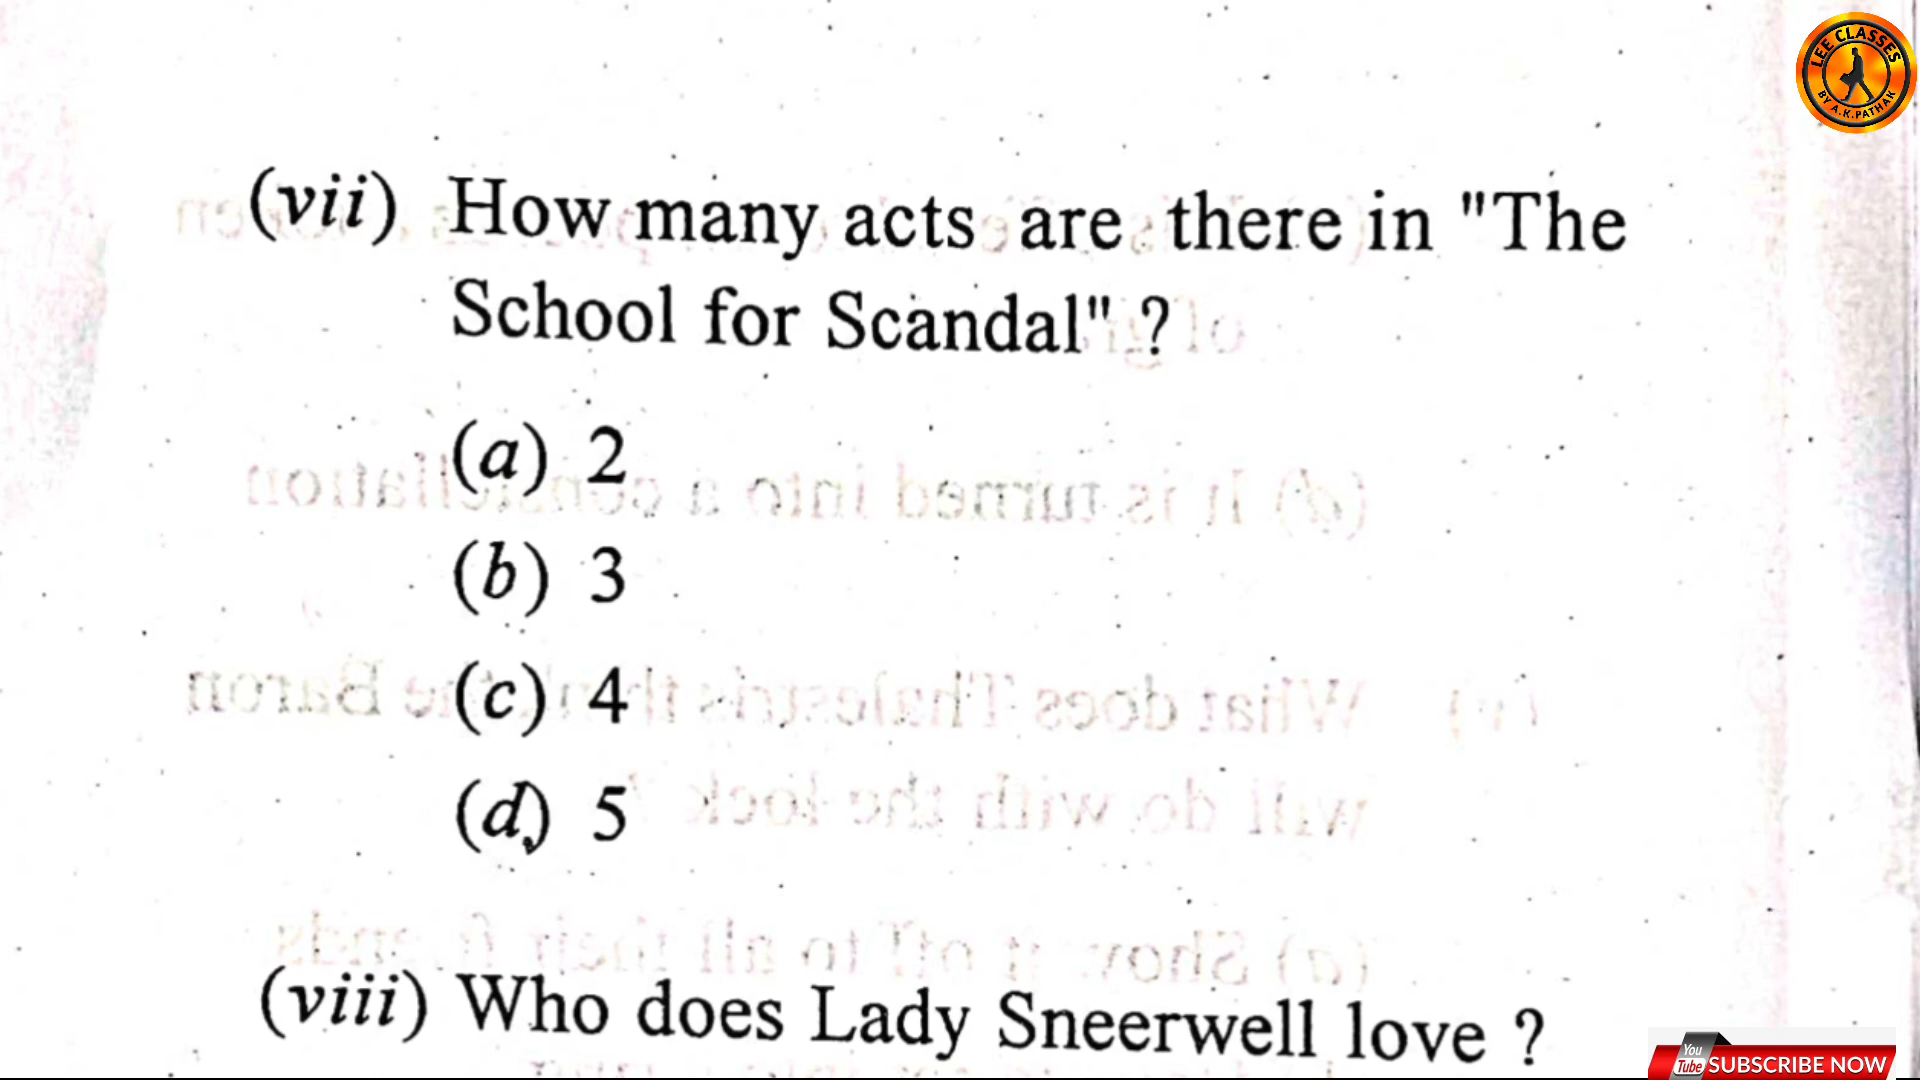 LEE CLASSES
BY A.K.PATHAK
(vii) How many acts are there in "The
School for Scandal" ?
(a) 2
(b) 3
(c) 4
(d) 5
(viii) Who does Lady Sneerwell love ?
You
Tube SUBSCRIBE NOW